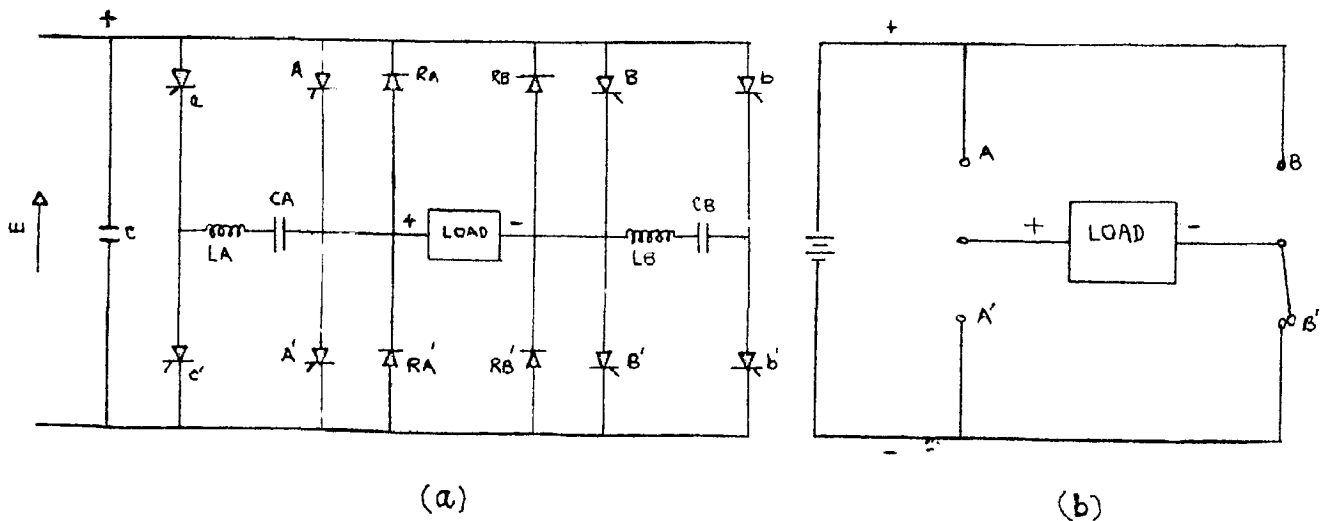 +
a
A
RA
RB
B
b
E
C
LA
CA
+
LOAD
-
LB
CB
c'
A'
RA'
RB'
B'
b'
(a)
+
A
B
+
LOAD
-
A'
B'
-
(b)